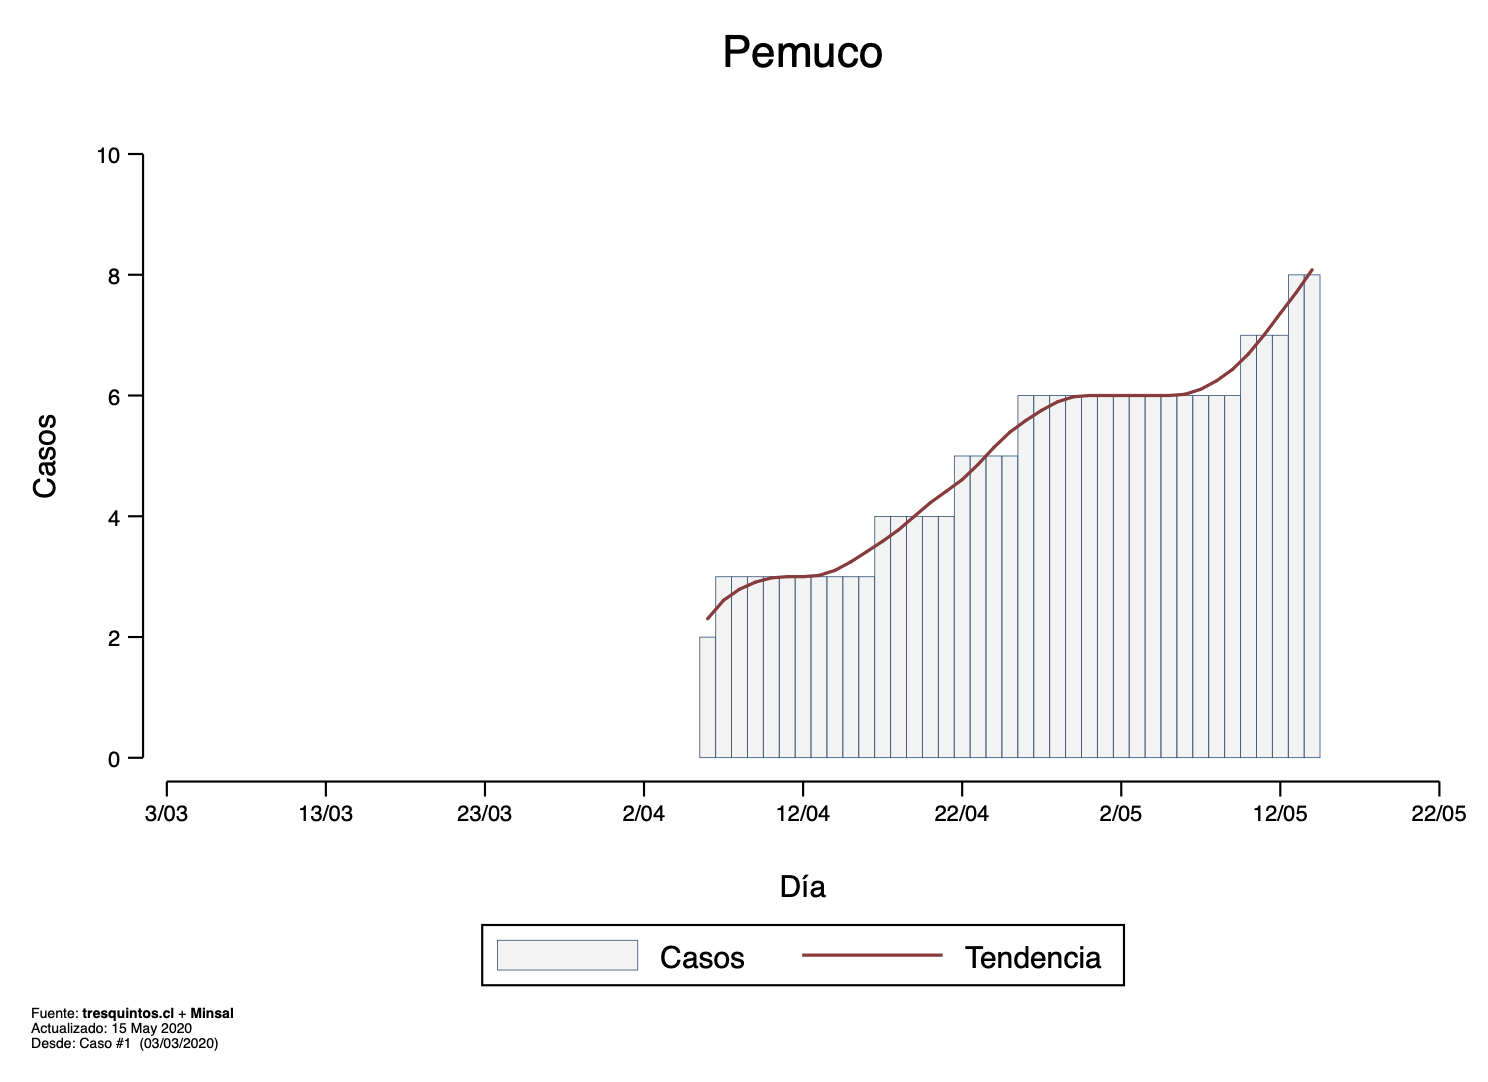 Pemuco
10
8
6
4
2
0
Casos
3/03 13/03 23/03 2/04 12/04 22/04 2/05 12/05 22/05
Día
Casos Tendencia
Fuente: tresquintos.cl + Minsal
Actualizado: 15 May 2020
Desde: Caso #1 (03/03/2020)